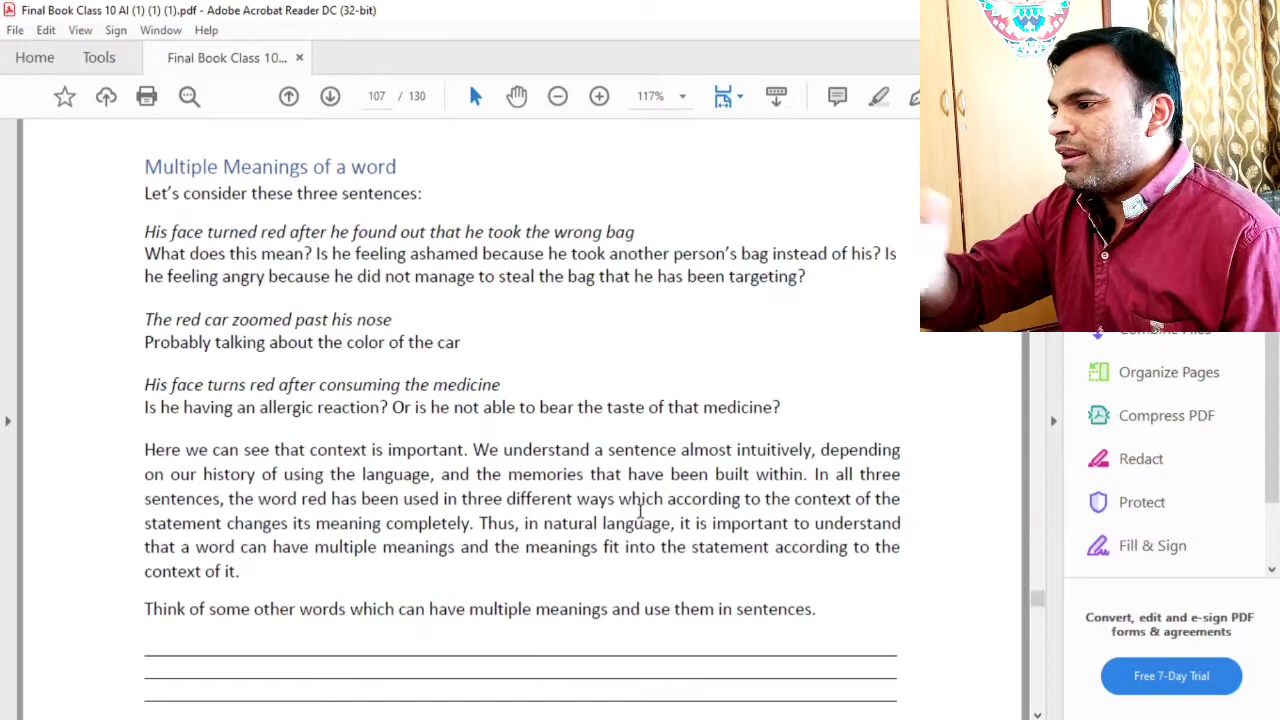 Final Book Class 10 AI (1) (1) (1).pdf - Adobe Acrobat Reader DC (32-bit)
File Edit View Sign Window Help
Home Tools Final Book Class 10... ×
107 / 130 117%
Multiple Meanings of a word
Let's consider these three sentences:
His face turned red after he found out that he took the wrong bag
What does this mean? Is he feeling ashamed because he took another person's bag instead of his? Is
he feeling angry because he did not manage to steal the bag that he has been targeting?
The red car zoomed past his nose
Probably talking about the color of the car
His face turns red after consuming the medicine
Is he having an allergic reaction? Or is he not able to bear the taste of that medicine?
Here we can see that context is important. We understand a sentence almost intuitively, depending
on our history of using the language, and the memories that have been built within. In all three
sentences, the word red has been used in three different ways which according to the context of the
statement changes its meaning completely. Thus, in natural language, it is important to understand
that a word can have multiple meanings and the meanings fit into the statement according to the
context of it.
Think of some other words which can have multiple meanings and use them in sentences.
Organize Pages
Compress PDF
Redact
Protect
Fill & Sign
Convert, edit and e-sign PDF
forms & agreements
Free 7-Day Trial